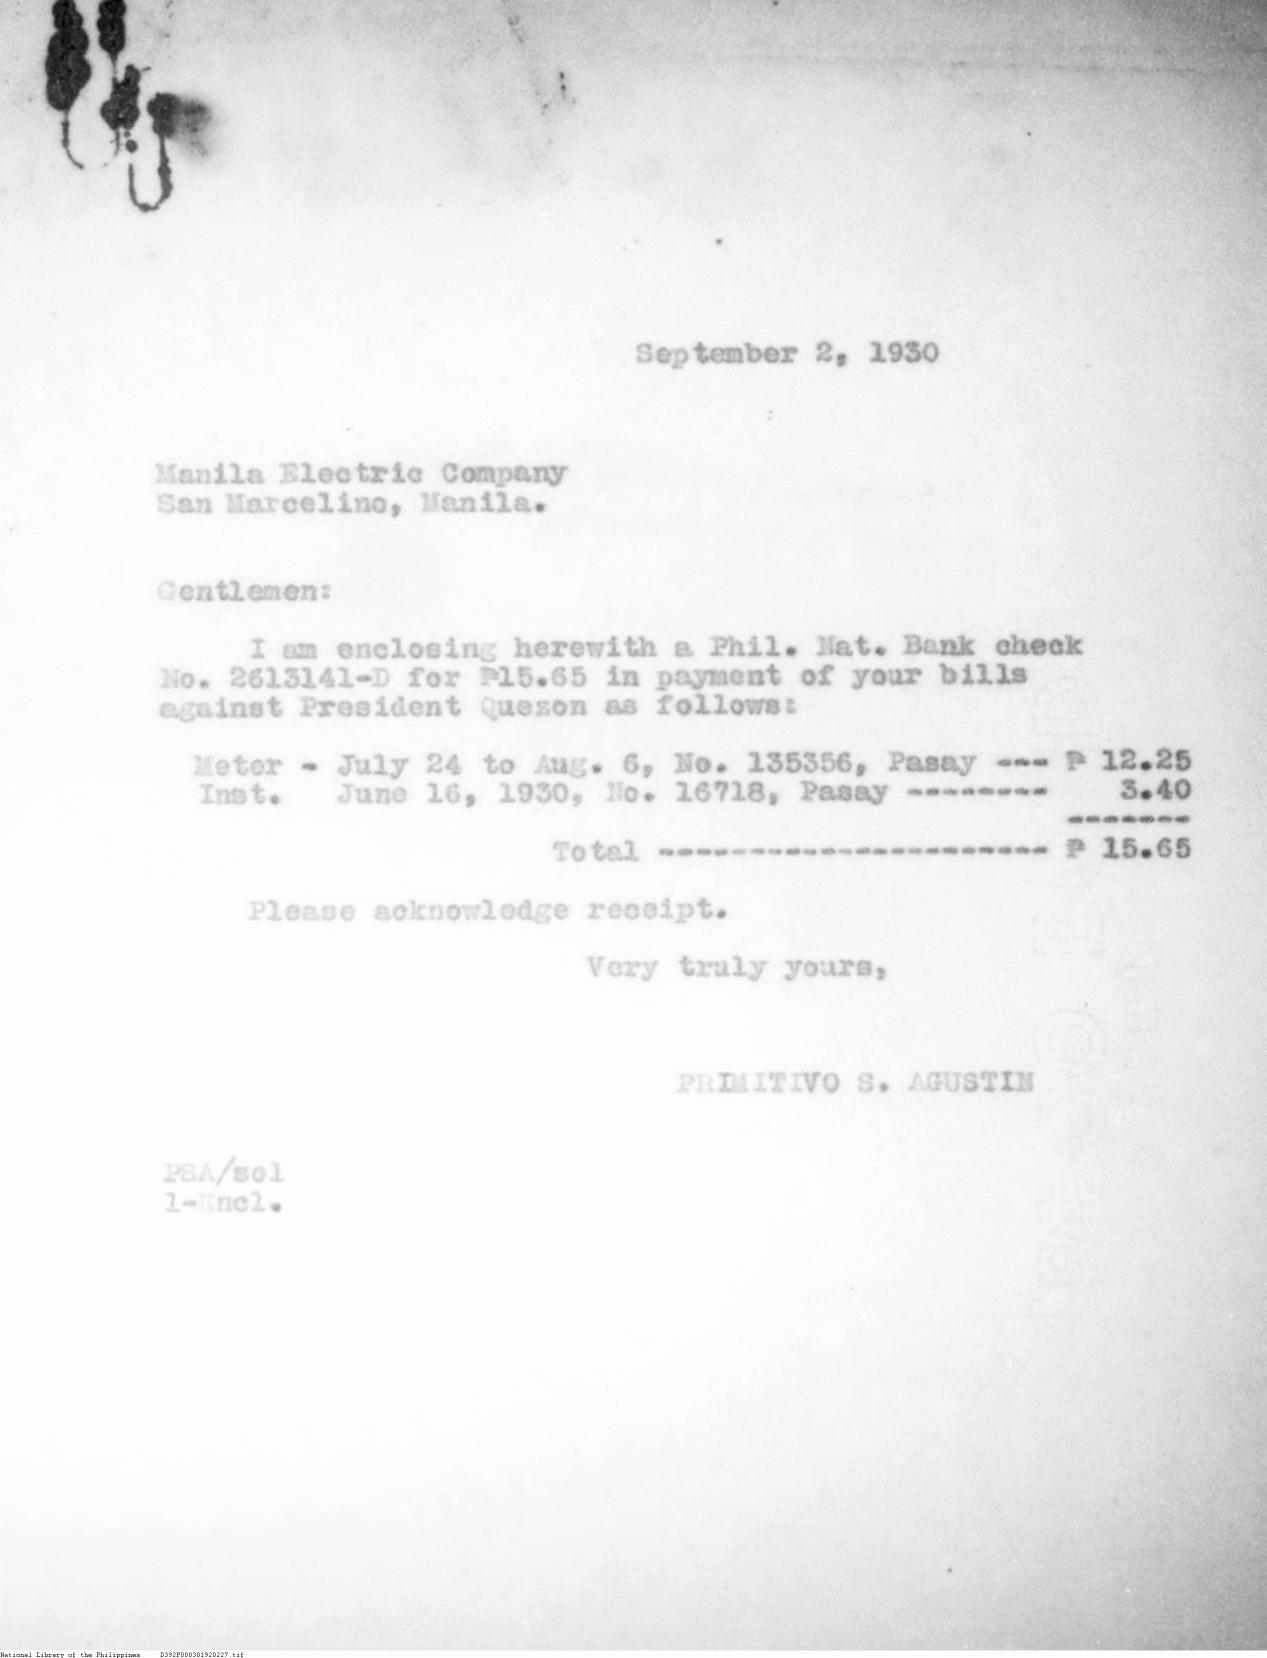 September 2, 1930
Manila Electric Company
San Marcelino, Manila.
Gentlemen:
I am enclosing herewith a Phil. Nat. Bank check
No. 2613141-D for ₱15.65 in payment of your bills
against President Quezon as follows:
Meter - July 24 to Aug. 6, No. 135356, Pasay --- ₱ 12.25
Inst. June 16, 1930, No. 16718, Pasay -------- 3.40
-------
Total ---------------------- ₱ 15.65
Please acknowledge receipt.
Very truly yours,
PRIMITIVO S. AGUSTIN
PSA/sol
1-Encl.
National Library of the Philippines D392P000301920227.tif